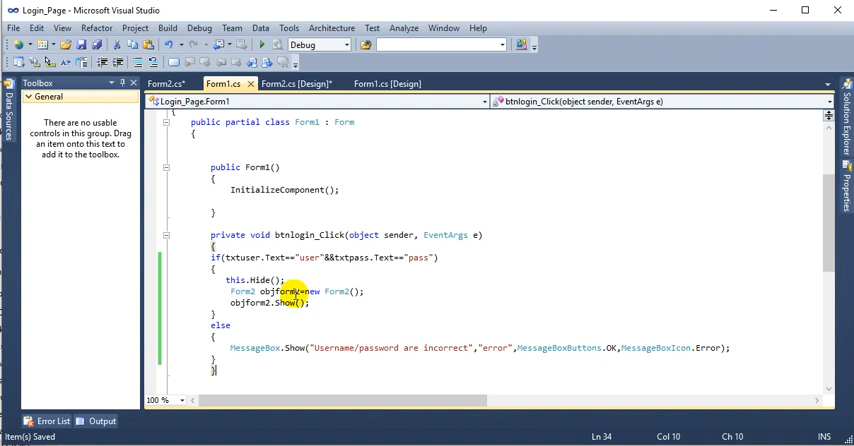 Login_Page - Microsoft Visual Studio
File Edit View Refactor Project Build Debug Team Data Tools Architecture Test Analyze Window Help
Debug
Toolbox
General
There are no usable
controls in this group. Drag
an item onto this text to
add it to the toolbox.
Data Sources
Form2.cs* Form1.cs Form2.cs [Design]* Form1.cs [Design]
Login_Page.Form1 btnlogin_Click(object sender, EventArgs e)
{
public partial class Form1 : Form
{
public Form1()
{
InitializeComponent();
}
private void btnlogin_Click(object sender, EventArgs e)
{
if(txtuser.Text=="user"&&txtpass.Text=="pass")
{
this.Hide();
Form2 objform2=new Form2();
objform2.Show();
}
else
{
MessageBox.Show("Username/password are incorrect","error",MessageBoxButtons.OK,MessageBoxIcon.Error);
}
}
100 %
Solution Explorer
Properties
Error List Output
Item(s) Saved Ln 34 Col 10 Ch 10 INS